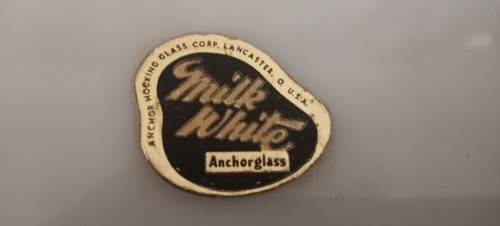 ANCHOR HOCKING GLASS CORP. LANCASTER, O. U.S.A.
Milk
White
Anchorglass